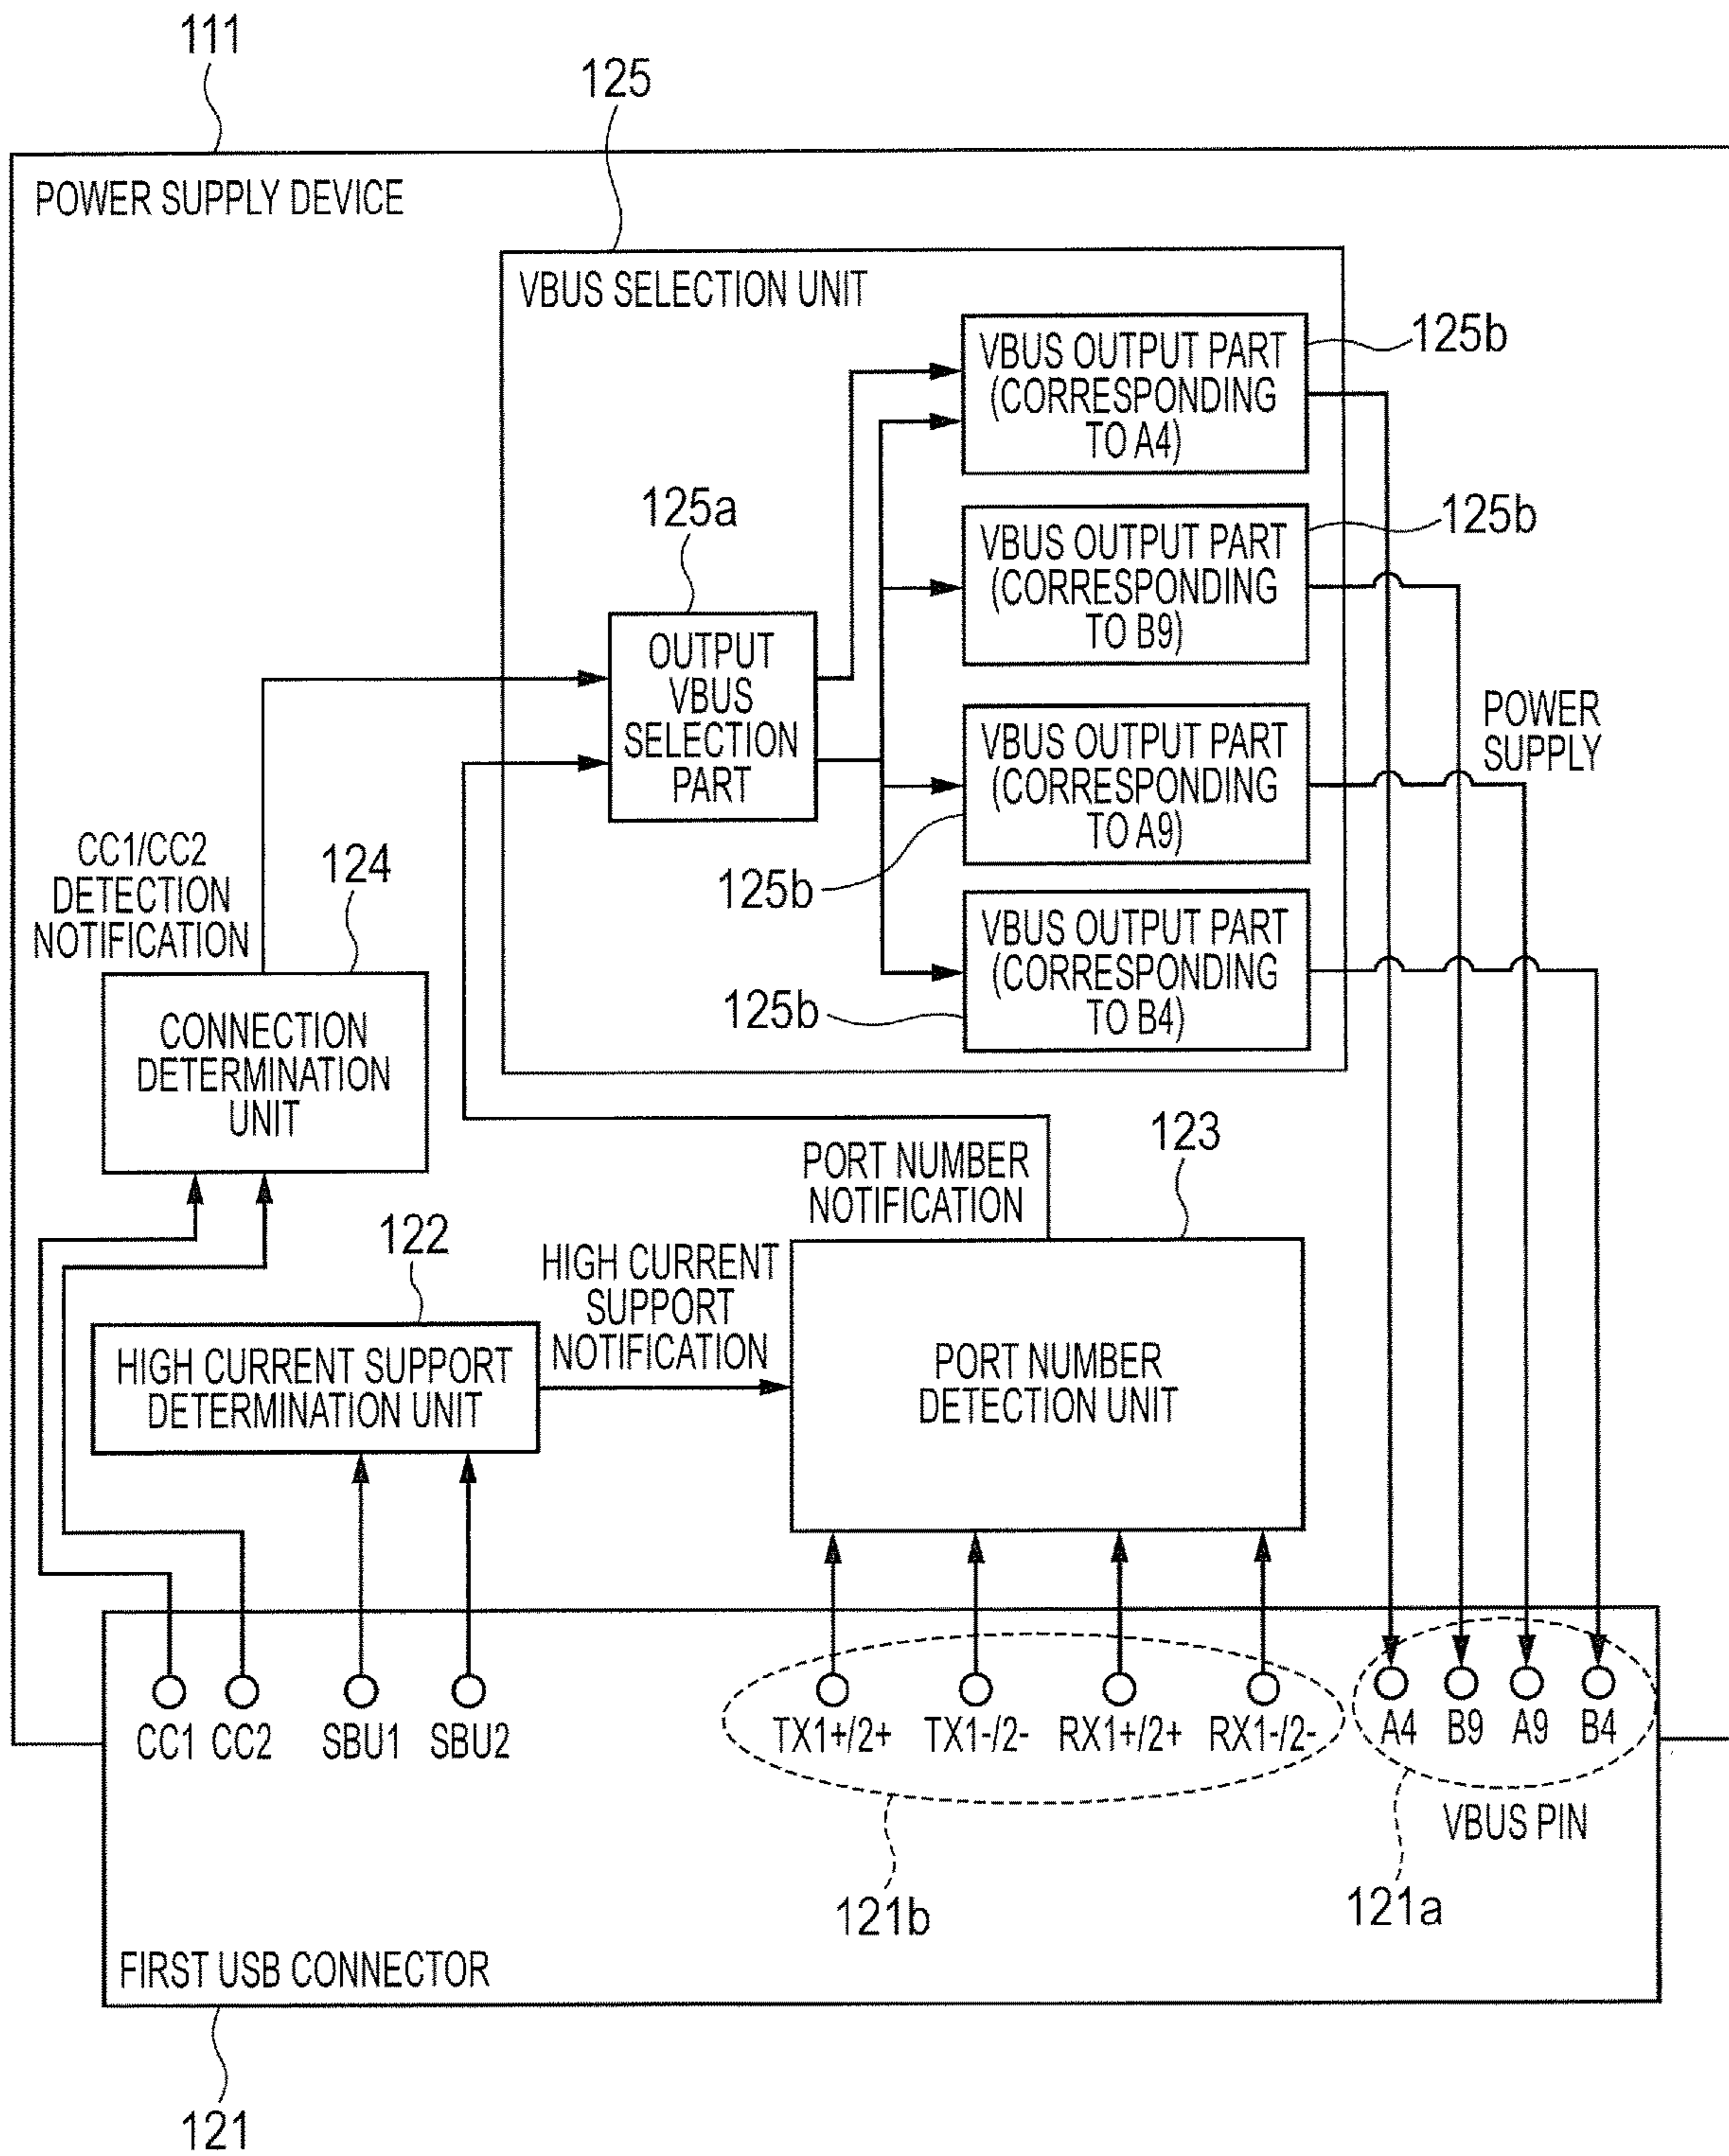 111
125
POWER SUPPLY DEVICE
VBUS SELECTION UNIT
VBUS OUTPUT PART
(CORRESPONDING
TO A4)
125b
125a
VBUS OUTPUT PART
(CORRESPONDING
TO B9)
125b
OUTPUT
VBUS
SELECTION
PART
VBUS OUTPUT PART
(CORRESPONDING
TO A9)
125b
POWER
SUPPLY
CC1/CC2
DETECTION
NOTIFICATION
124
VBUS OUTPUT PART
(CORRESPONDING
TO B4)
125b
CONNECTION
DETERMINATION
UNIT
PORT NUMBER
NOTIFICATION
123
122
HIGH CURRENT
SUPPORT
NOTIFICATION
HIGH CURRENT SUPPORT
DETERMINATION UNIT
PORT NUMBER
DETECTION UNIT
CC1 CC2 SBU1 SBU2 TX1+/2+ TX1-/2- RX1+/2+ RX1-/2- A4 B9 A9 B4
VBUS PIN
121b
121a
FIRST USB CONNECTOR
121